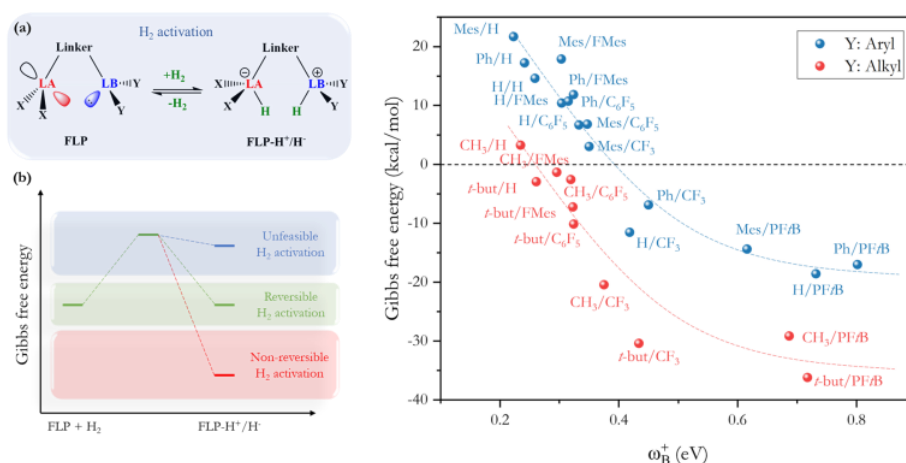 (a)
H₂ activation
Linker
LA
LB
Y
Y
X
X
FLP
+H₂
-H₂
Linker
⊖
LA
⊕
LB
Y
Y
X
X
H
H
FLP-H⁺/H⁻
(b)
Gibbs free energy
Unfeasible
H₂ activation
Reversible
H₂ activation
Non-reversible
H₂ activation
FLP + H₂
FLP-H⁺/H⁻
Gibbs free energy (kcal/mol)
20
10
0
-10
-20
-30
-40
0.2
0.4
0.6
0.8
ω⁺B (eV)
Y: Aryl
Y: Alkyl
Mes/H
Ph/H
Mes/FMes
H/H
Ph/FMes
H/FMes
Ph/C₆F₅
H/C₆F₅
Mes/C₆F₅
Mes/CF₃
CH₃/H
CH₃/FMes
t-but/H
CH₃/C₆F₅
t-but/FMes
t-but/C₆F₅
Ph/CF₃
H/CF₃
Mes/PFtB
Ph/PFtB
H/PFtB
CH₃/CF₃
t-but/CF₃
CH₃/PFtB
t-but/PFtB